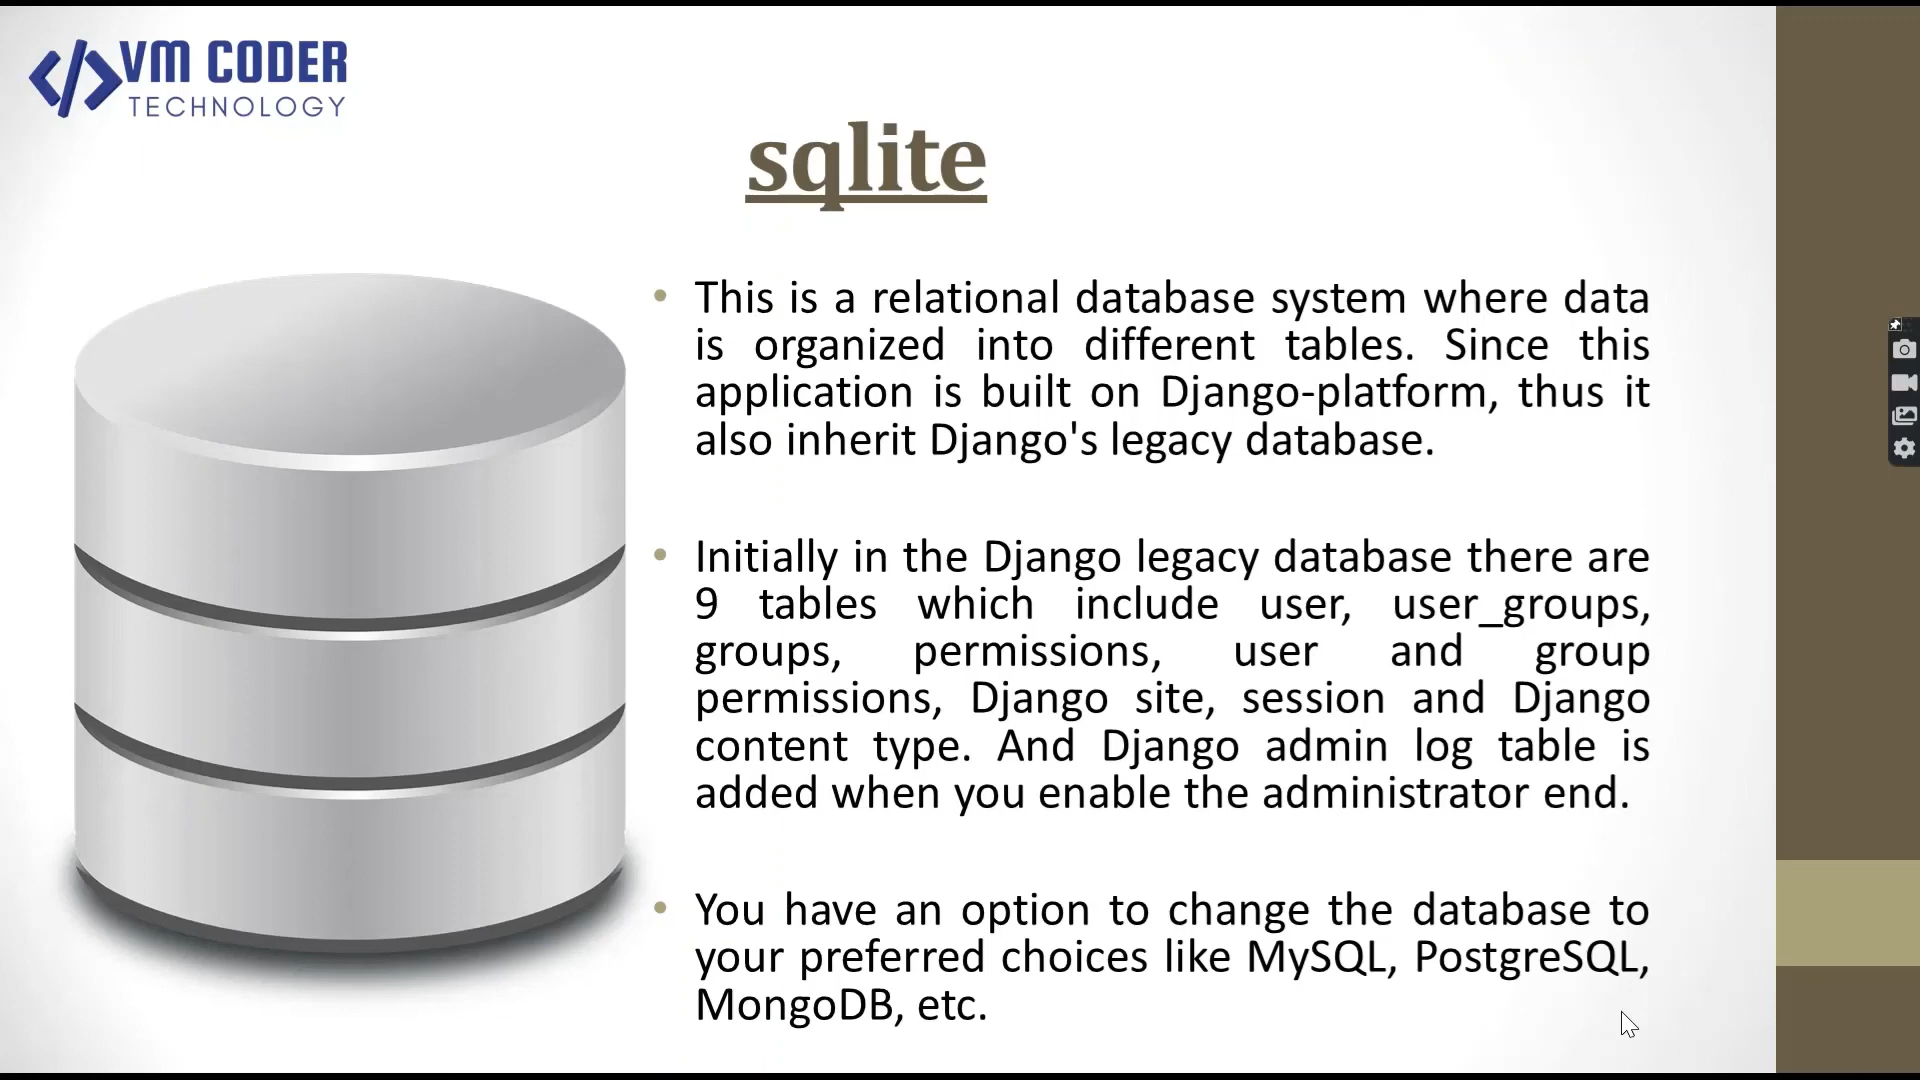 VM CODER
TECHNOLOGY
sqlite
• This is a relational database system where data
is organized into different tables. Since this
application is built on Django-platform, thus it
also inherit Django's legacy database.
• Initially in the Django legacy database there are
9 tables which include user, user_groups,
groups, permissions, user and group
permissions, Django site, session and Django
content type. And Django admin log table is
added when you enable the administrator end.
• You have an option to change the database to
your preferred choices like MySQL, PostgreSQL,
MongoDB, etc.